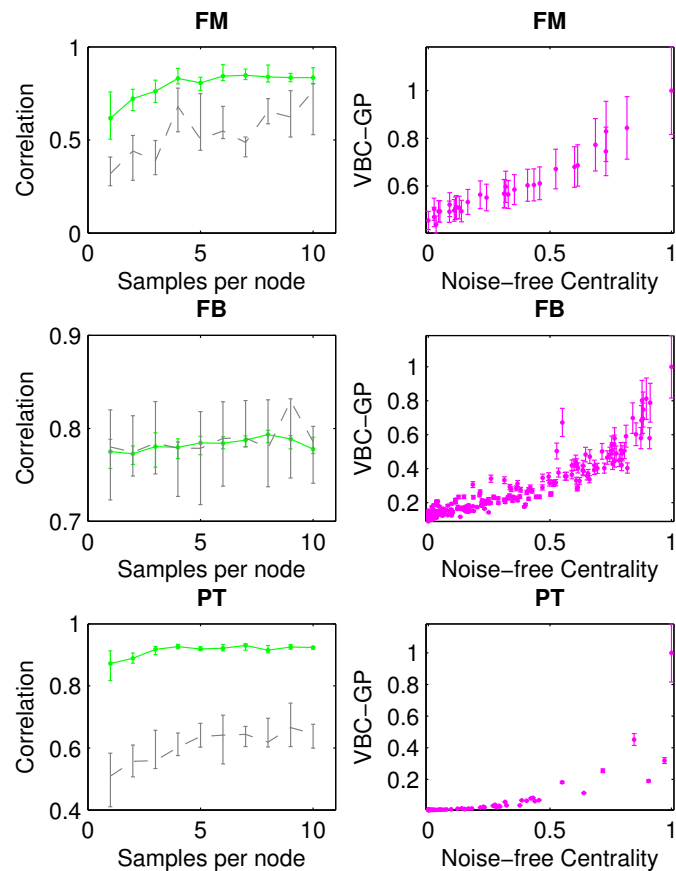 FM
1
0.5
0
0
5
10
Correlation
Samples per node
FM
1
0.8
0.6
0
0.5
1
VBC−GP
Noise−free Centrality
FB
0.9
0.8
0.7
0
5
10
Correlation
Samples per node
FB
1
0.8
0.6
0.4
0.2
0
0.5
1
VBC−GP
Noise−free Centrality
PT
1
0.8
0.6
0.4
0
5
10
Correlation
Samples per node
PT
1
0.8
0.6
0.4
0.2
0
0.5
1
VBC−GP
Noise−free Centrality